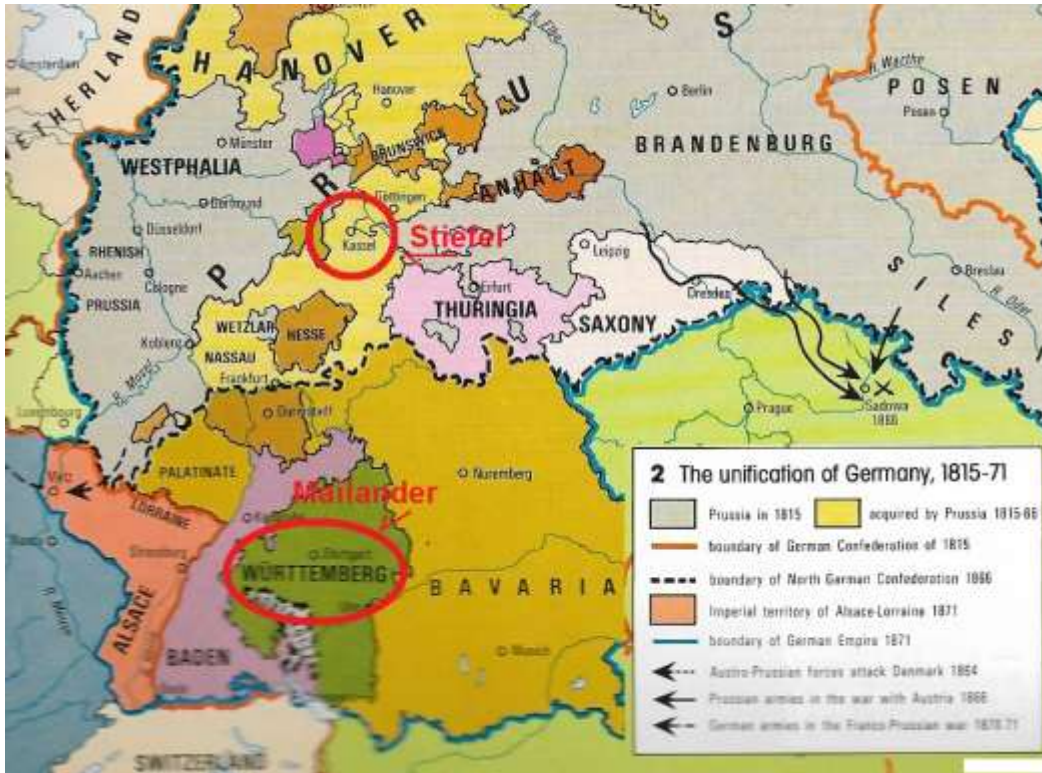 Amsterdam
NETHERLAND
HANOVER
Hanover
PRUS
Berlin
R. Elbe
R. Warthe
POSEN
Posen
Münster
WESTPHALIA
BRUNSWICK
BRANDENBURG
ANHALT
Göttingen
Dortmund
Düsseldorf
Kassel
Stiefel
Leipzig
RHENISH
PRUSSIA
Aachen
Cologne
Erfurt
Dresden
Breslau
R. Oder
SILES
THURINGIA
SAXONY
WETZLAR
HESSE
Koblenz
NASSAU
Frankfurt
R. Mosel
Luxembourg
Darmstadt
Prague
Sadowa
1866
Metz
PALATINATE
Nuremberg
LORRAINE
Mailander
Strassburg
Stuttgart
WÜRTTEMBERG
ALSACE
BAVARIA
BADEN
Munich
SWITZERLAND
2 The unification of Germany, 1815-71
Prussia in 1815
acquired by Prussia 1815-66
boundary of German Confederation of 1815
boundary of North German Confederation 1866
Imperial territory of Alsace-Lorraine 1871
boundary of German Empire 1871
Austro-Prussian forces attack Denmark 1864
Prussian armies in the war with Austria 1866
German armies in the Franco-Prussian war 1870-71